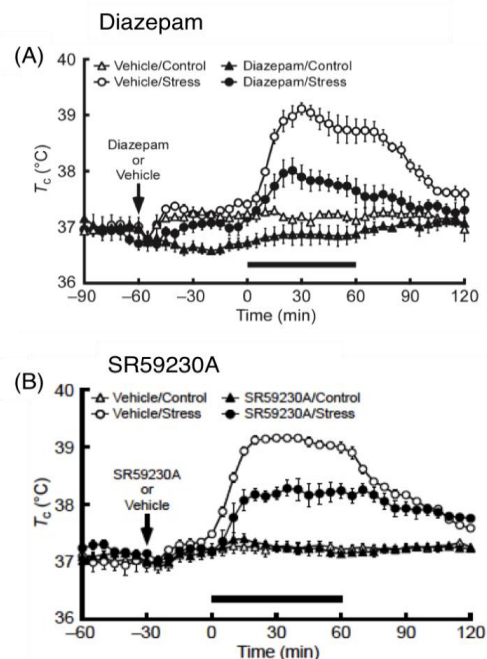 Diazepam
(A)
40
Vehicle/Control Diazepam/Control
Vehicle/Stress Diazepam/Stress
39
Diazepam
or
Vehicle
Tc (°C)
38
37
36
–90 –60 –30 0 30 60 90 120
Time (min)
SR59230A
(B)
40
Vehicle/Control SR59230A/Control
Vehicle/Stress SR59230A/Stress
39
SR59230A
or
Vehicle
Tc (°C)
38
37
36
–60 –30 0 30 60 90 120
Time (min)